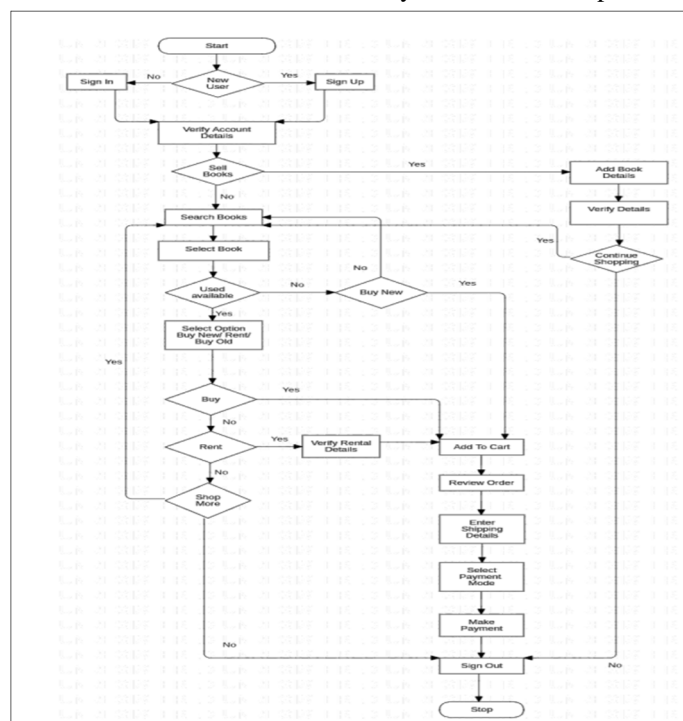 Start
New
User
No
Yes
Sign In
Sign Up
Verify Account
Details
Sell
Books
Yes
No
Add Book
Details
Verify Details
Continue
Shopping
Yes
No
Search Books
Select Book
Used
available
No
Buy New
No
Yes
Yes
Select Option
Buy New/ Rent/
Buy Old
Yes
Buy
Yes
No
Rent
Yes
Verify Rental
Details
No
Shop
More
No
Add To Cart
Review Order
Enter
Shipping
Details
Select
Payment
Mode
Make
Payment
Sign Out
Stop